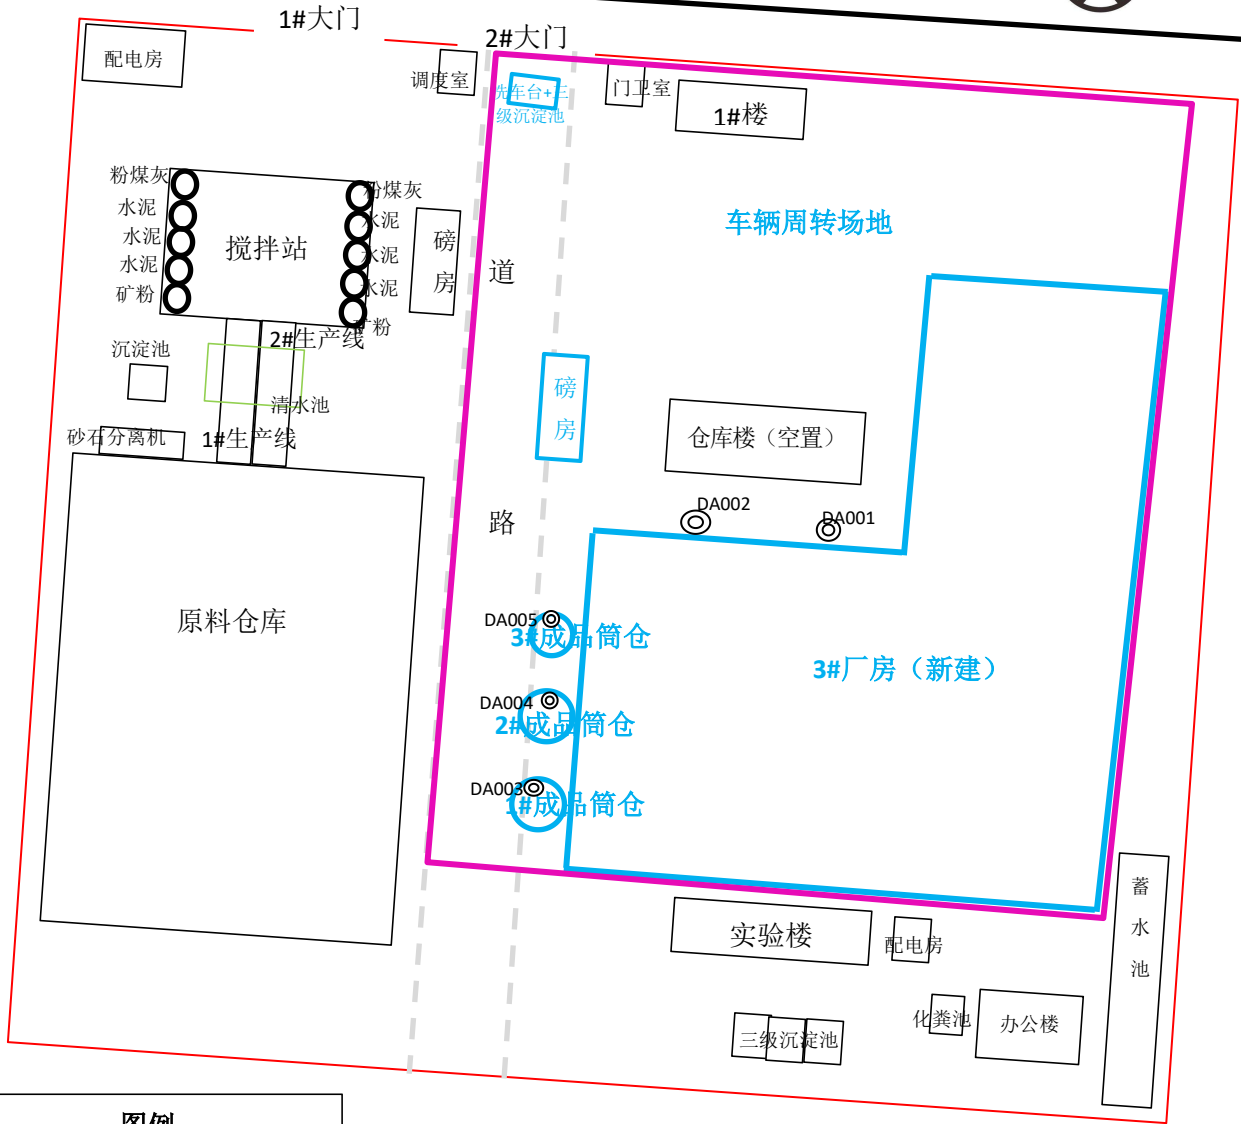 1#大门
2#大门
配电房
调度室
洗车台+三
级沉淀池
门卫室
1#楼
粉煤灰
水泥
水泥
水泥
矿粉
搅拌站
粉煤灰
水泥
水泥
水泥
矿粉
磅
房
道
车辆周转场地
2#生产线
沉淀池
清水池
砂石分离机
1#生产线
磅
房
仓库楼（空置）
DA002
DA001
路
原料仓库
DA005
3#成品筒仓
3#厂房（新建）
DA004
2#成品筒仓
DA003
1#成品筒仓
蓄
水
池
实验楼
配电房
化粪池
办公楼
三级沉淀池
图例